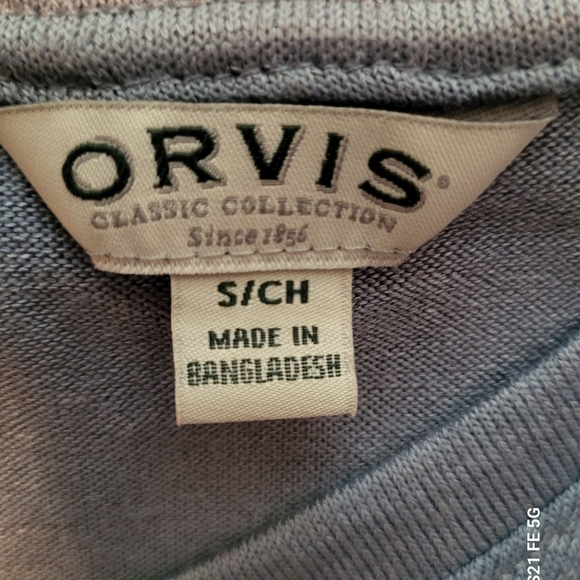 ORVIS®
CLASSIC COLLECTION
Since 1856
S/CH
MADE IN
BANGLADESH
S21 FE 5G